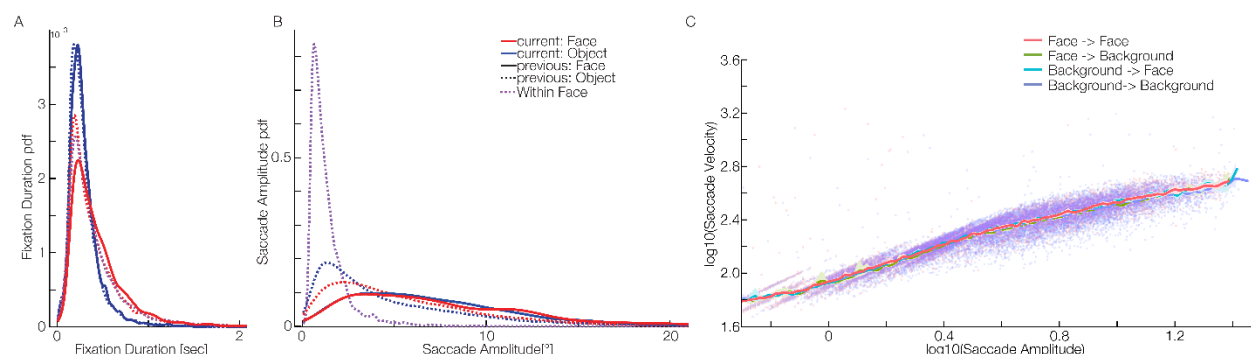 A
10 3
3
2
1
0
Fixation Duration pdf
0
2
Fixation Duration [sec]
B
0.5
0
Saccade Amplitude pdf
0
10
20
Saccade Amplitude[°]
current: Face
current: Object
previous: Face
previous: Object
Within Face
C
3.6
3.2
2.8
2.4
2.0
1.6
log10(Saccade Velocity)
0
0.4
0.8
1.2
log10(Saccade Amplitude)
Face -> Face
Face -> Background
Background -> Face
Background-> Background